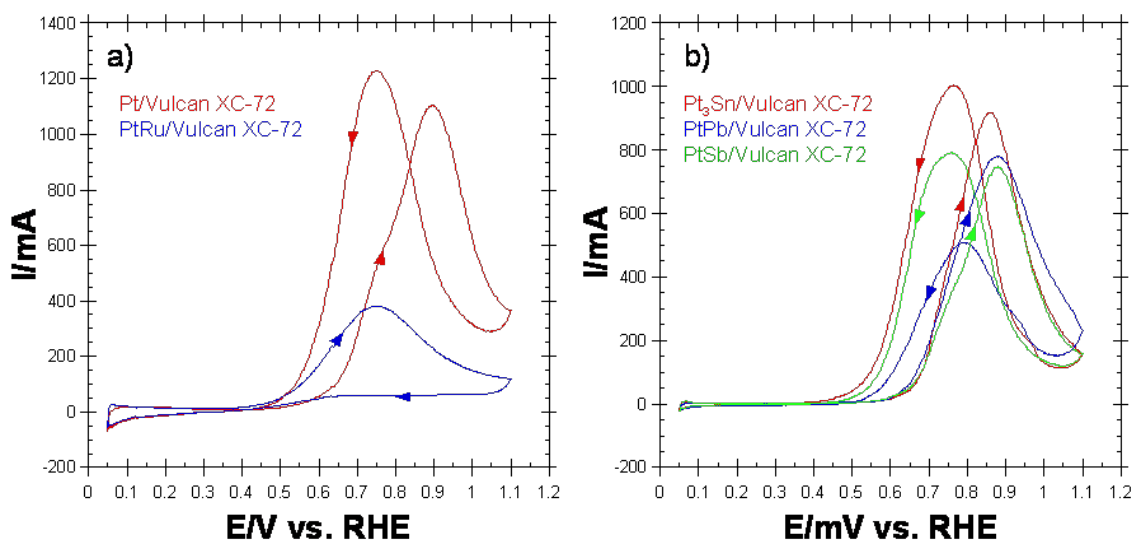 a)
Pt/Vulcan XC-72
PtRu/Vulcan XC-72
I/mA
1400
1200
1000
800
600
400
200
0
-200
0 0.1 0.2 0.3 0.4 0.5 0.6 0.7 0.8 0.9 1 1.1 1.2
E/V vs. RHE
b)
Pt₃Sn/Vulcan XC-72
PtPb/Vulcan XC-72
PtSb/Vulcan XC-72
I/mA
1200
1000
800
600
400
200
0
-200
0 0.1 0.2 0.3 0.4 0.5 0.6 0.7 0.8 0.9 1 1.1 1.2
E/mV vs. RHE